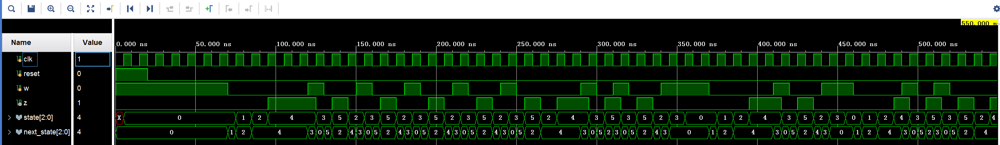 550.000 n
Name Value
0.000 ns 50.000 ns 100.000 ns 150.000 ns 200.000 ns 250.000 ns 300.000 ns 350.000 ns 400.000 ns 450.000 ns 500.000 ns
clk 1
reset 0
w 0
z 1
state[2:0] 4 X 0 1 2 4 3 5 2 3 5 2 3 5 2 3 5 2 3 5 2 4 3 5 3 5 2 3 0 1 2 4 3 5 2 3 0 1 2 4 3 5 3 5 2 4
next_state[2:0] 4 0 1 2 4 3 0 5 2 4 3 0 5 2 4 3 0 5 2 4 3 0 5 2 4 3 0 5 2 4 3 0 5 2 3 0 5 2 4 3 0 1 2 4 3 0 5 2 4 3 0 1 2 4 3 0 5 2 3 0 5 2 4